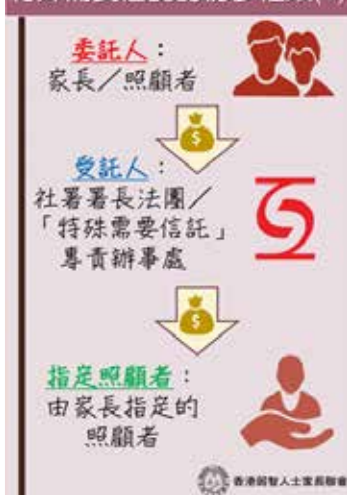 委託人：
家長／照顧者
$
受託人：
社署署長法團／
「特殊需要信託」
專責辦事處
$
指定照顧者：
由家長指定的
照顧者
香港弱智人士家長聯會